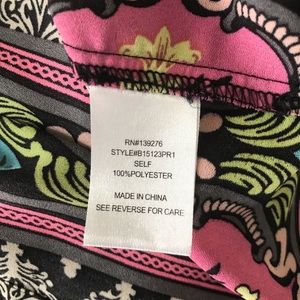 RN#139276
STYLE#B15123PR1
SELF
100%POLYESTER
MADE IN CHINA
SEE REVERSE FOR CARE